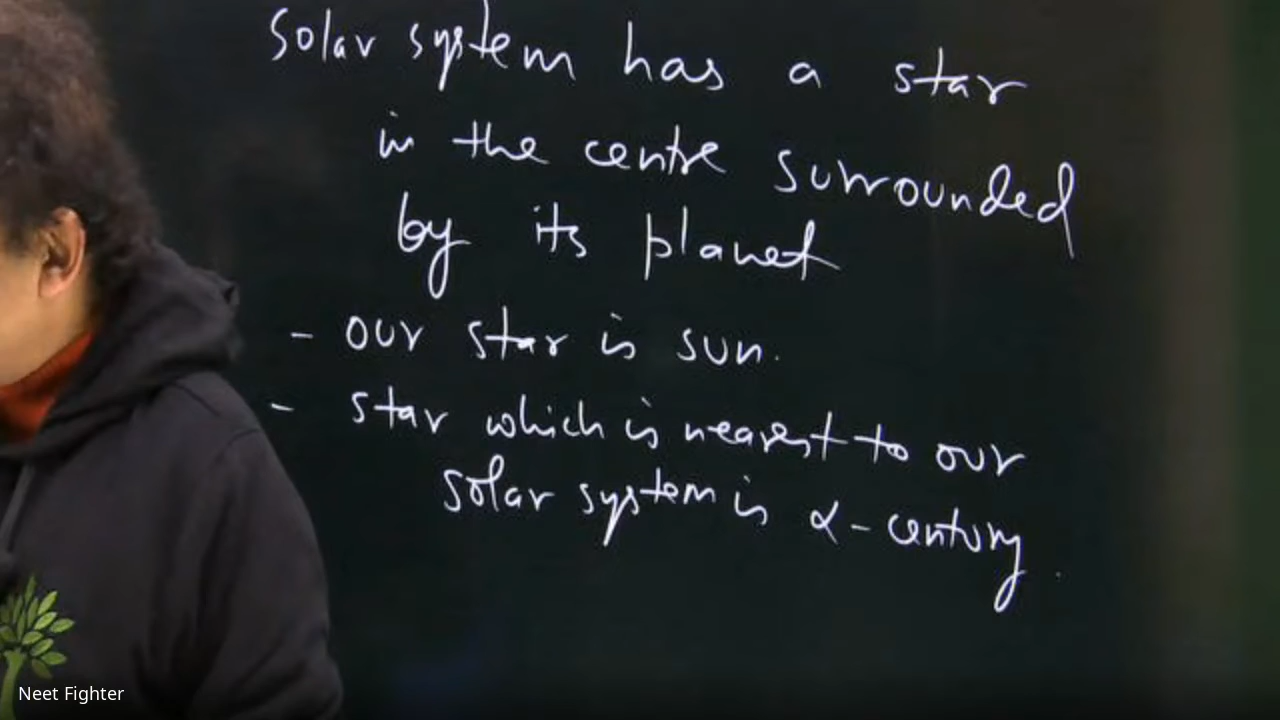 Solar system has a star
in the centre surrounded
by its planet
- our star is sun.
- star which is nearest to our
solar system is α-century.
Neet Fighter